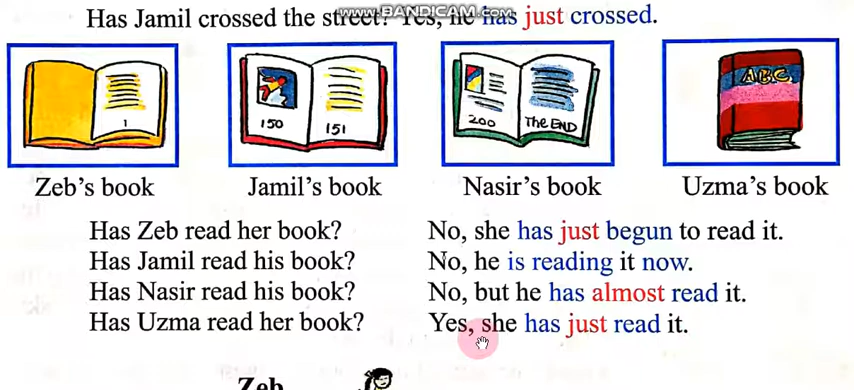 Has Jamil crossed the street? Yes, he has just crossed.
www.BANDICAM.com
1
150
151
200
The END
ABC
Zeb's book
Jamil's book
Nasir's book
Uzma's book
Has Zeb read her book? No, she has just begun to read it.
Has Jamil read his book? No, he is reading it now.
Has Nasir read his book? No, but he has almost read it.
Has Uzma read her book? Yes, she has just read it.
Zeb